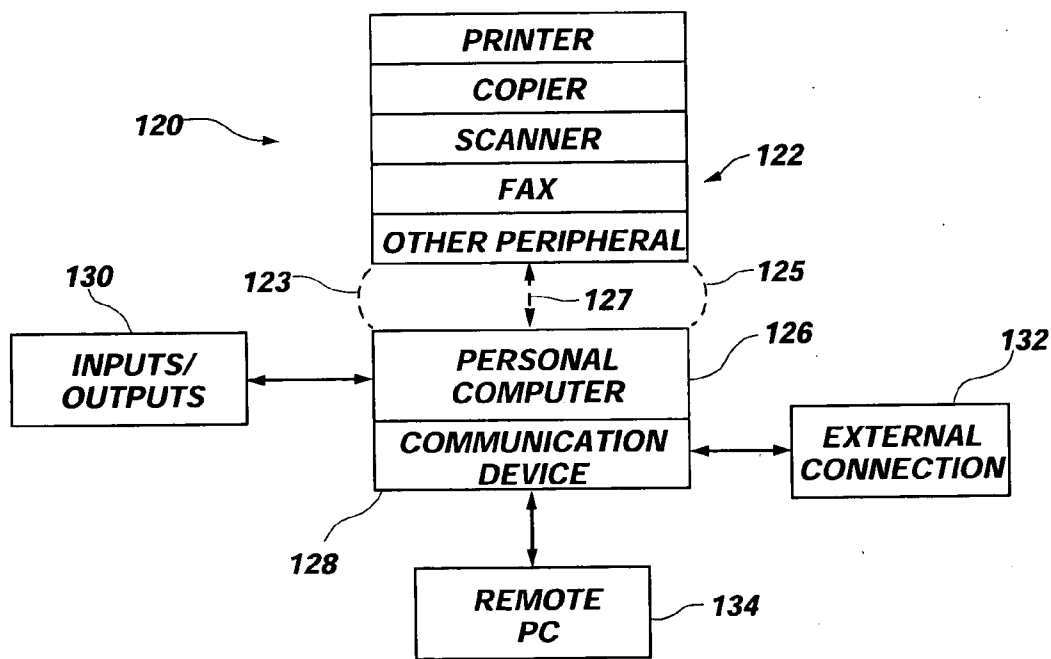 PRINTER
COPIER
120
SCANNER
122
FAX
OTHER PERIPHERAL
130
123
127
125
126
132
INPUTS/
OUTPUTS
PERSONAL
COMPUTER
COMMUNICATION
DEVICE
EXTERNAL
CONNECTION
128
REMOTE
PC
134